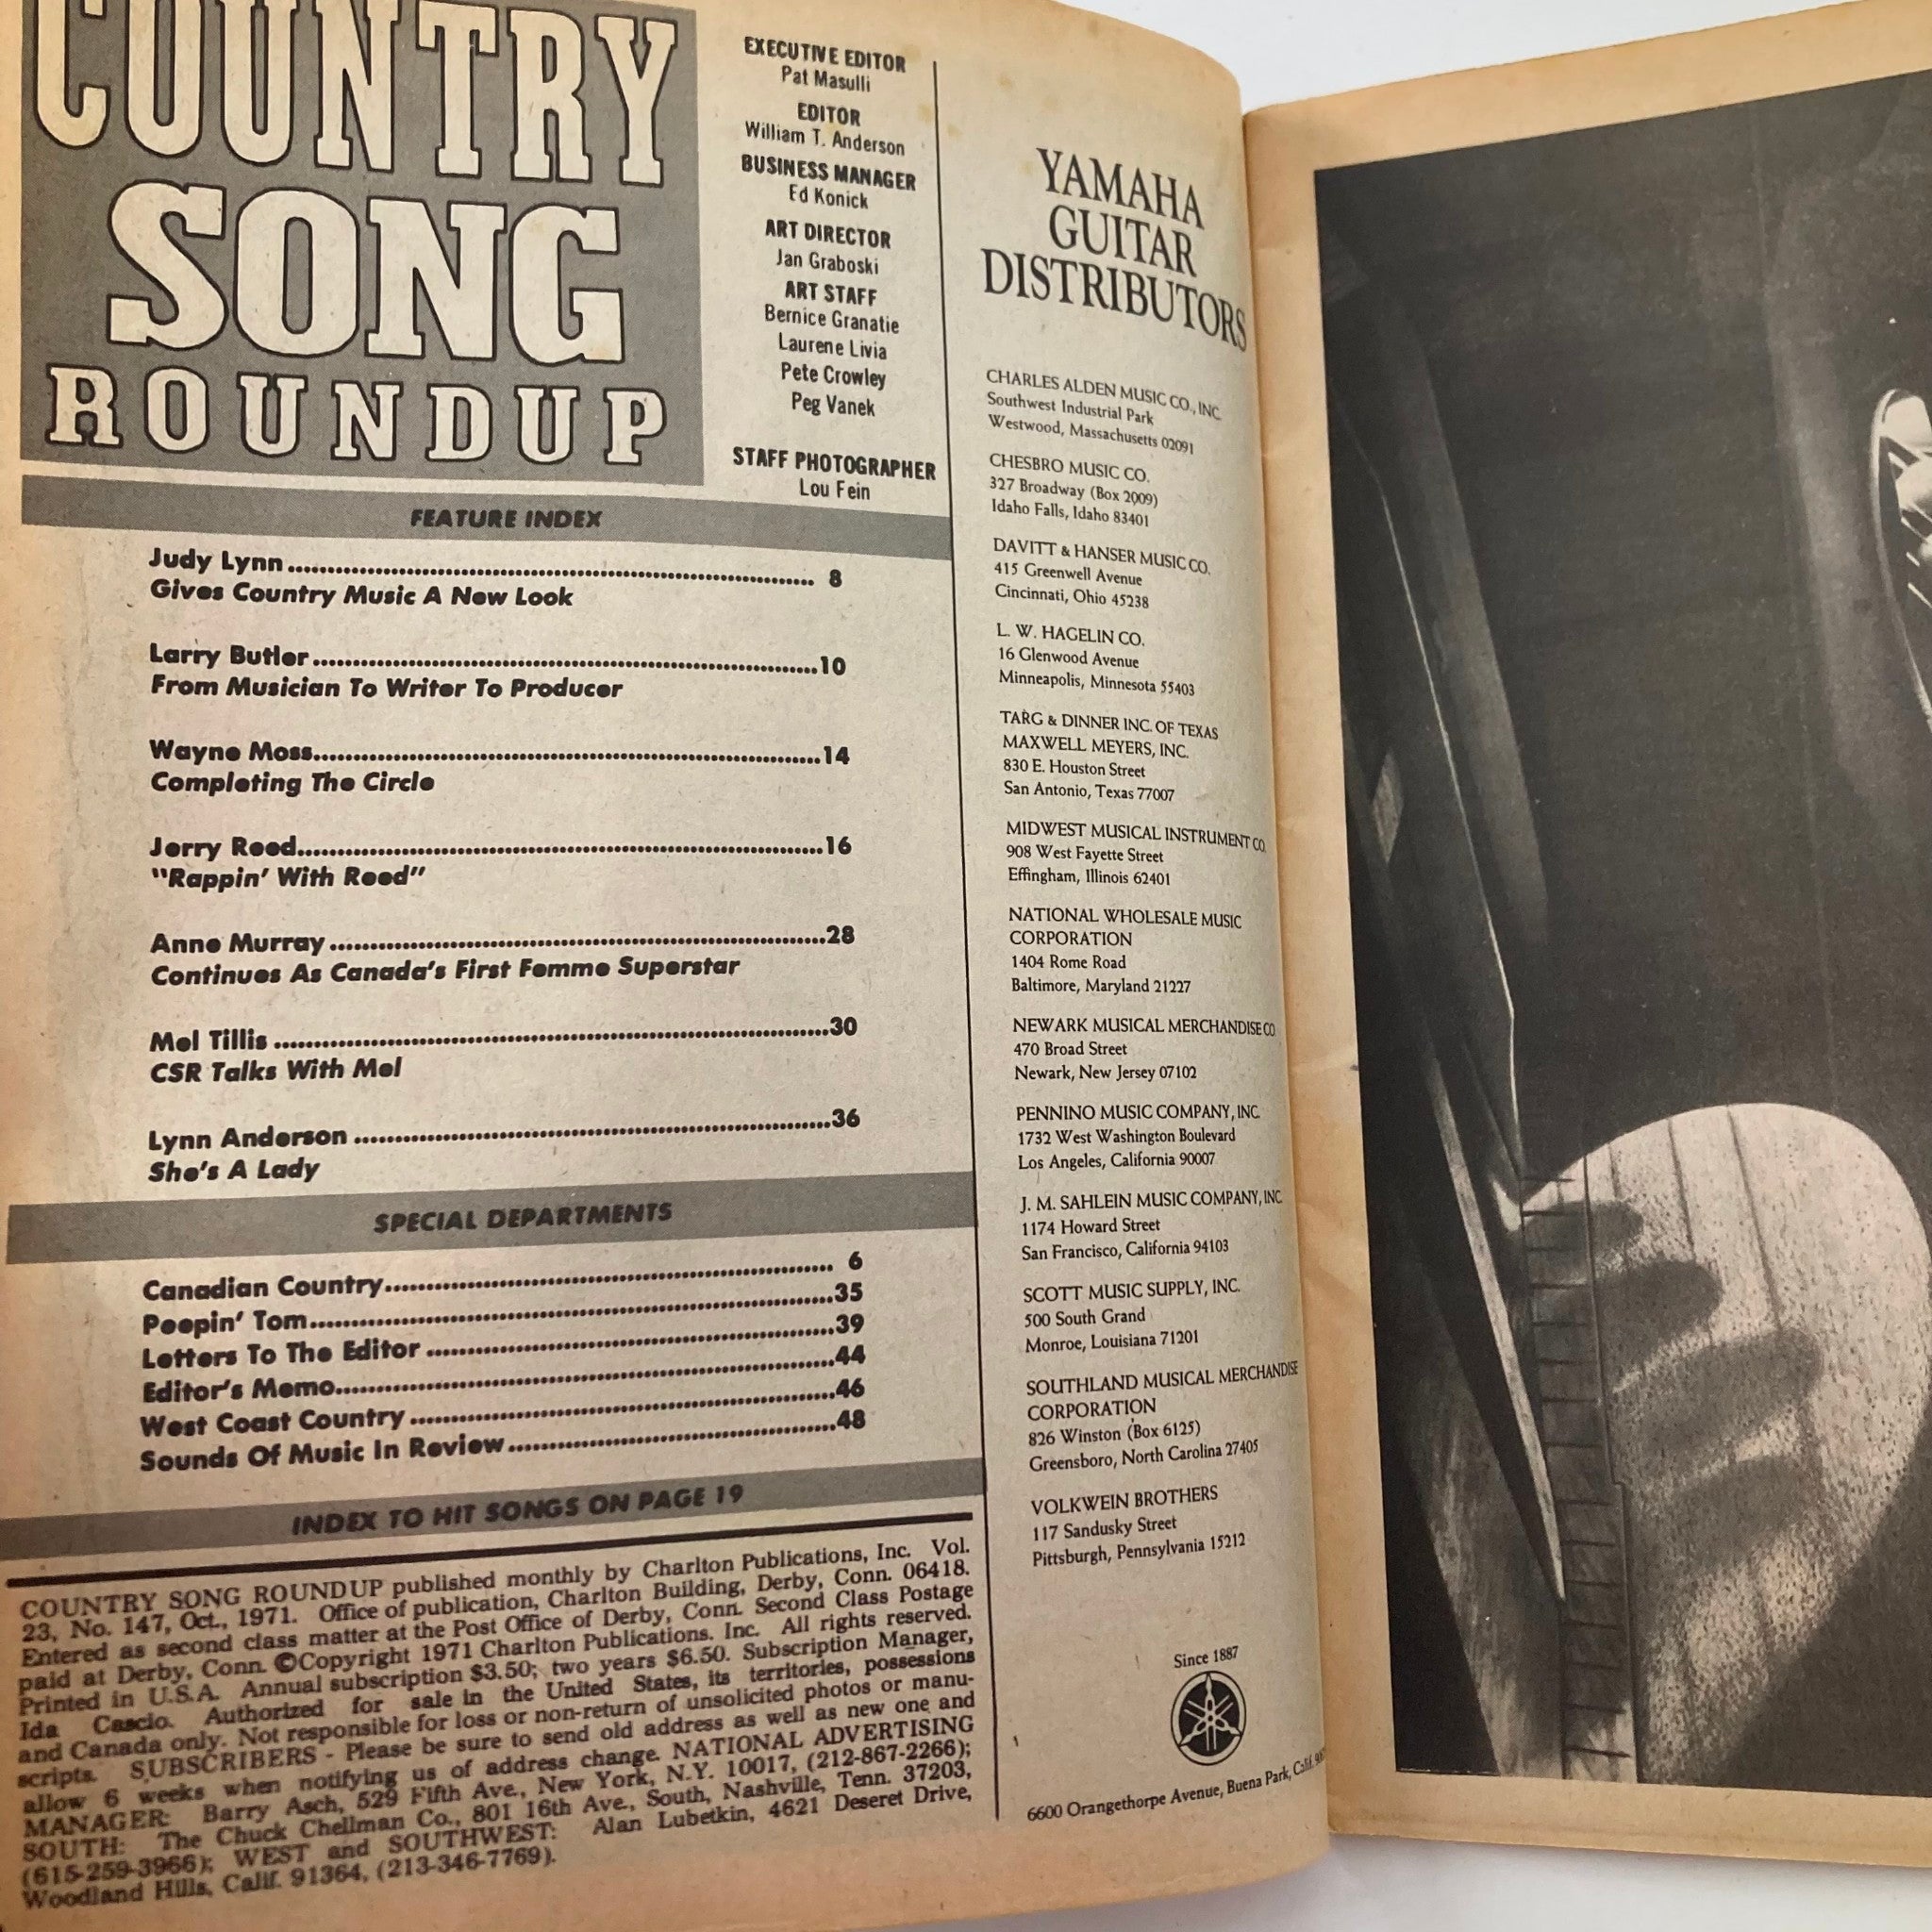 COUNTRY
SONG
ROUNDUP
EXECUTIVE EDITOR
Pat Masulli
EDITOR
William T. Anderson
BUSINESS MANAGER
Ed Konick
ART DIRECTOR
Jan Graboski
ART STAFF
Bernice Granatie
Laurene Livia
Pete Crowley
Peg Vanek
STAFF PHOTOGRAPHER
Lou Fein
FEATURE INDEX
Judy Lynn........................................ 8
Gives Country Music A New Look
Larry Butler........................................10
From Musician To Writer To Producer
Wayne Moss........................................14
Completing The Circle
Jerry Reed........................................16
"Rappin' With Reed"
Anne Murray ........................................28
Continues As Canada's First Femme Superstar
Mel Tillis ........................................30
CSR Talks With Mel
Lynn Anderson ........................................36
She's A Lady
SPECIAL DEPARTMENTS
Canadian Country........................................ 6
Peepin' Tom........................................35
Letters To The Editor ........................................39
Editor's Memo........................................44
West Coast Country ........................................46
Sounds Of Music In Review........................................48
INDEX TO HIT SONGS ON PAGE 19
COUNTRY SONG ROUNDUP published monthly by Charlton Publications, Inc. Vol.
23, No. 147, Oct., 1971. Office of publication, Charlton Building, Derby, Conn. 06418.
Entered as second class matter at the Post Office of Derby, Conn. Second Class Postage
paid at Derby, Conn. ©Copyright 1971 Charlton Publications. Inc. All rights reserved.
Printed in U.S.A. Annual subscription $3.50; two years $6.50. Subscription Manager,
Ida Cascio. Authorized for sale in the United States, its territories, possessions
and Canada only. Not responsible for loss or non-return of unsolicited photos or manu-
scripts. SUBSCRIBERS - Please be sure to send old address as well as new one and
allow 6 weeks when notifying us of address change. NATIONAL ADVERTISING
MANAGER: Barry Asch, 529 Fifth Ave., New York, N.Y. 10017, (212-867-2266);
SOUTH: The Chuck Chellman Co., 801 16th Ave., South, Nashville, Tenn. 37203,
(615-259-3966); WEST and SOUTHWEST: Alan Lubetkin, 4621 Deseret Drive,
Woodland Hills, Calif. 91364, (213-346-7769).
YAMAHA
GUITAR
DISTRIBUTORS
CHARLES ALDEN MUSIC CO., INC.
Southwest Industrial Park
Westwood, Massachusetts 02091
CHESBRO MUSIC CO.
327 Broadway (Box 2009)
Idaho Falls, Idaho 83401
DAVITT & HANSER MUSIC CO.
415 Greenwell Avenue
Cincinnati, Ohio 45238
L. W. HAGELIN CO.
16 Glenwood Avenue
Minneapolis, Minnesota 55403
TARG & DINNER INC. OF TEXAS
MAXWELL MEYERS, INC.
830 E. Houston Street
San Antonio, Texas 77007
MIDWEST MUSICAL INSTRUMENT CO.
908 West Fayette Street
Effingham, Illinois 62401
NATIONAL WHOLESALE MUSIC
CORPORATION
1404 Rome Road
Baltimore, Maryland 21227
NEWARK MUSICAL MERCHANDISE CO
470 Broad Street
Newark, New Jersey 07102
PENNINO MUSIC COMPANY, INC.
1732 West Washington Boulevard
Los Angeles, California 90007
J. M. SAHLEIN MUSIC COMPANY, INC
1174 Howard Street
San Francisco, California 94103
SCOTT MUSIC SUPPLY, INC.
500 South Grand
Monroe, Louisiana 71201
SOUTHLAND MUSICAL MERCHANDISE
CORPORATION
826 Winston (Box 6125)
Greensboro, North Carolina 27405
VOLKWEIN BROTHERS
117 Sandusky Street
Pittsburgh, Pennsylvania 15212
Since 1887
6600 Orangethorpe Avenue, Buena Park, Calif.